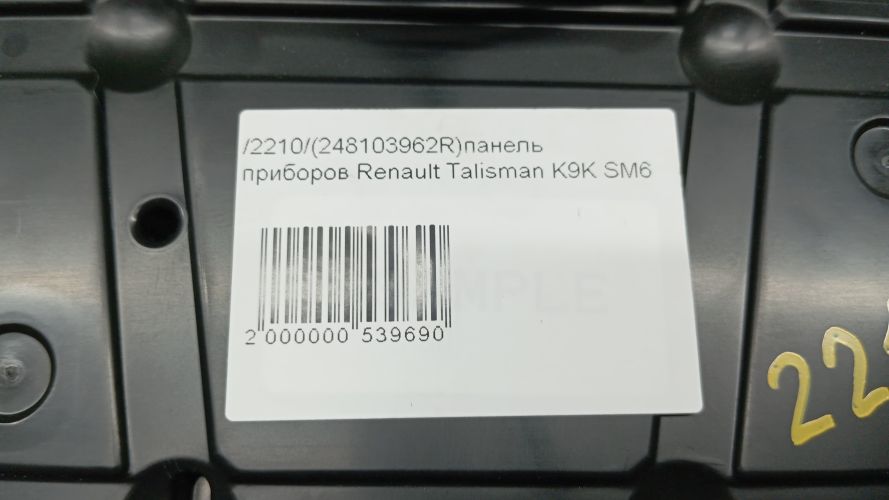 /2210/(248103962R)панель
приборов Renault Talisman K9K SM6
2 000000 539690